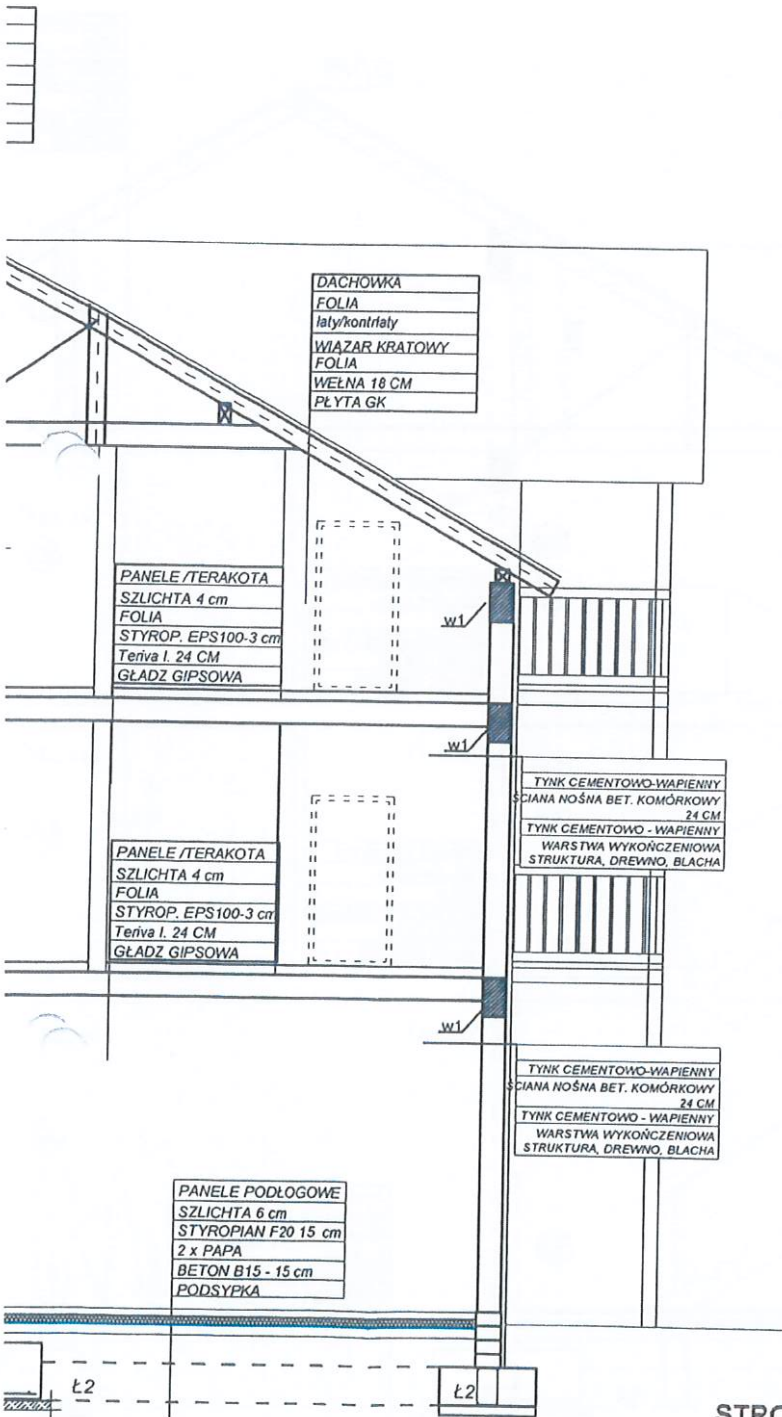 DACHÓWKA
FOLIA
łaty/kontrłaty
WIĄZAR KRATOWY
FOLIA
WEŁNA 18 CM
PŁYTA GK
PANELE /TERAKOTA
SZLICHTA 4 cm
FOLIA
STYROP. EPS100-3 cm
Teriva I. 24 CM
GŁADZ GIPSOWA
w1
w1
TYNK CEMENTOWO-WAPIENNY
ŚCIANA NOŚNA BET. KOMÓRKOWY
24 CM
TYNK CEMENTOWO - WAPIENNY
WARSTWA WYKOŃCZENIOWA
STRUKTURA, DREWNO, BLACHA
PANELE /TERAKOTA
SZLICHTA 4 cm
FOLIA
STYROP. EPS100-3 cm
Teriva I. 24 CM
GŁADZ GIPSOWA
w1
TYNK CEMENTOWO-WAPIENNY
ŚCIANA NOŚNA BET. KOMÓRKOWY
24 CM
TYNK CEMENTOWO - WAPIENNY
WARSTWA WYKOŃCZENIOWA
STRUKTURA, DREWNO, BLACHA
PANELE PODŁOGOWE
SZLICHTA 6 cm
STYROPIAN F20 15 cm
2 x PAPA
BETON B15 - 15 cm
PODSYPKA
Ł2
Ł2